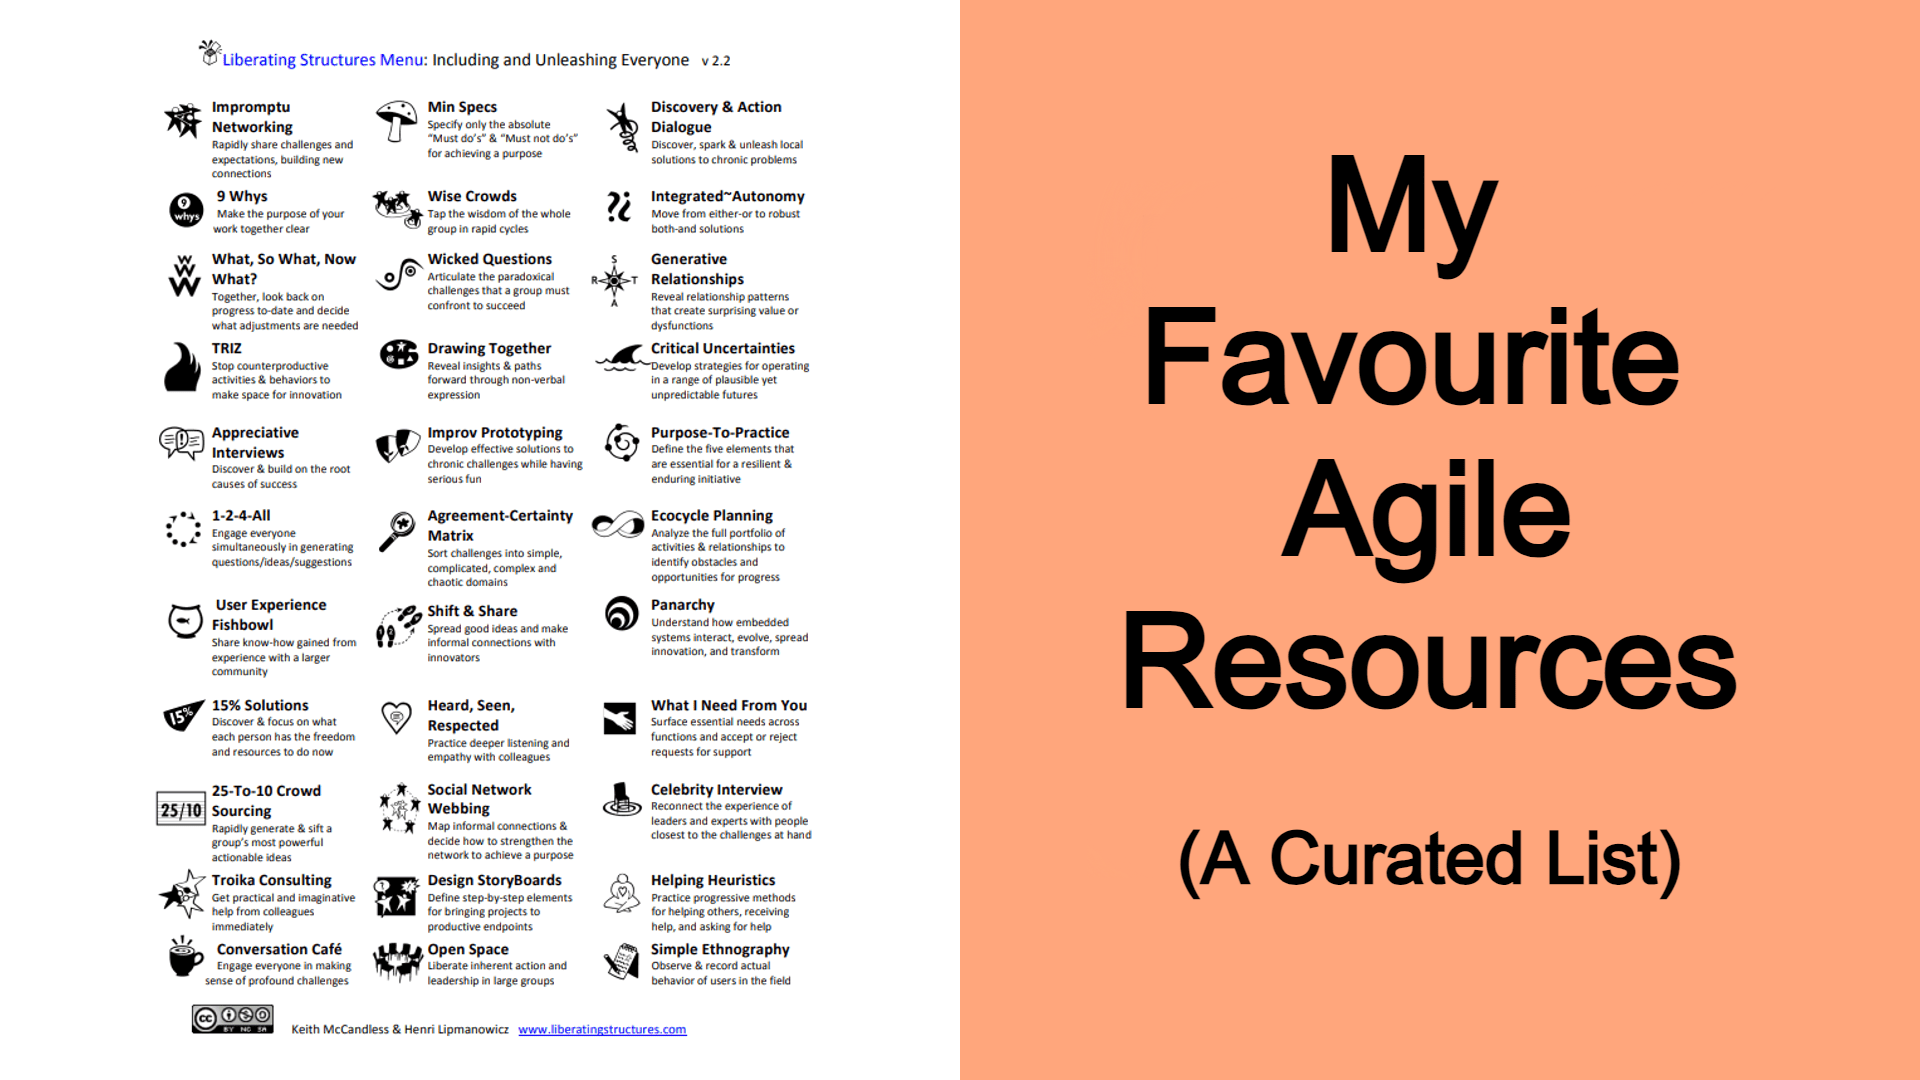 Liberating Structures Menu: Including and Unleashing Everyone v 2.2
Impromptu
Networking
Rapidly share challenges and
expectations, building new
connections
9 Whys
Make the purpose of your
work together clear
What, So What, Now
What?
Together, look back on
progress to-date and decide
what adjustments are needed
TRIZ
Stop counterproductive
activities & behaviors to
make space for innovation
Appreciative
Interviews
Discover & build on the root
causes of success
1-2-4-All
Engage everyone
simultaneously in generating
questions/ideas/suggestions
User Experience
Fishbowl
Share know-how gained from
experience with a larger
community
15% Solutions
Discover & focus on what
each person has the freedom
and resources to do now
25-To-10 Crowd
Sourcing
Rapidly generate & sift a
group's most powerful
actionable ideas
Troika Consulting
Get practical and imaginative
help from colleagues
immediately
Conversation Café
Engage everyone in making
sense of profound challenges
Min Specs
Specify only the absolute
“Must do’s” & “Must not do’s”
for achieving a purpose
Wise Crowds
Tap the wisdom of the whole
group in rapid cycles
Wicked Questions
Articulate the paradoxical
challenges that a group must
confront to succeed
Drawing Together
Reveal insights & paths
forward through non-verbal
expression
Improv Prototyping
Develop effective solutions to
chronic challenges while having
serious fun
Agreement-Certainty
Matrix
Sort challenges into simple,
complicated, complex and
chaotic domains
Shift & Share
Spread good ideas and make
informal connections with
innovators
Heard, Seen,
Respected
Practice deeper listening and
empathy with colleagues
Social Network
Webbing
Map informal connections &
decide how to strengthen the
network to achieve a purpose
Design StoryBoards
Define step-by-step elements
for bringing projects to
productive endpoints
Open Space
Liberate inherent action and
leadership in large groups
Discovery & Action
Dialogue
Discover, spark & unleash local
solutions to chronic problems
Integrated~Autonomy
Move from either-or to robust
both-and solutions
Generative
Relationships
Reveal relationship patterns
that create surprising value or
dysfunctions
Critical Uncertainties
Develop strategies for operating
in a range of plausible yet
unpredictable futures
Purpose-To-Practice
Define the five elements that
are essential for a resilient &
enduring initiative
Ecocycle Planning
Analyze the full portfolio of
activities & relationships to
identify obstacles and
opportunities for progress
Panarchy
Understand how embedded
systems interact, evolve, spread
innovation, and transform
What I Need From You
Surface essential needs across
functions and accept or reject
requests for support
Celebrity Interview
Reconnect the experience of
leaders and experts with people
closest to the challenges at hand
Helping Heuristics
Practice progressive methods
for helping others, receiving
help, and asking for help
Simple Ethnography
Observe & record actual
behavior of users in the field
9
whys
W
W
W
15%
25/10
?¿
S
R T
A
cc
BY NC SA
Keith McCandless & Henri Lipmanowicz www.liberatingstructures.com
My
Favourite
Agile
Resources
(A Curated List)